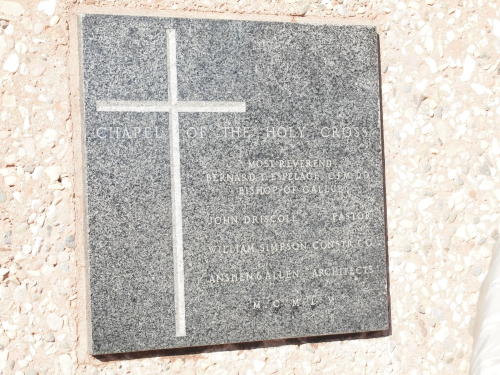 CHAPEL OF THE HOLY CROSS
MOST REVEREND
BERNARD T. ESPELAGE, O.F.M. D.D.
BISHOP OF GALLUP
JOHN DRISCOLL PASTOR
WILLIAM SIMPSON CONSTR. CO.
ANSHEN & ALLEN ARCHITECTS